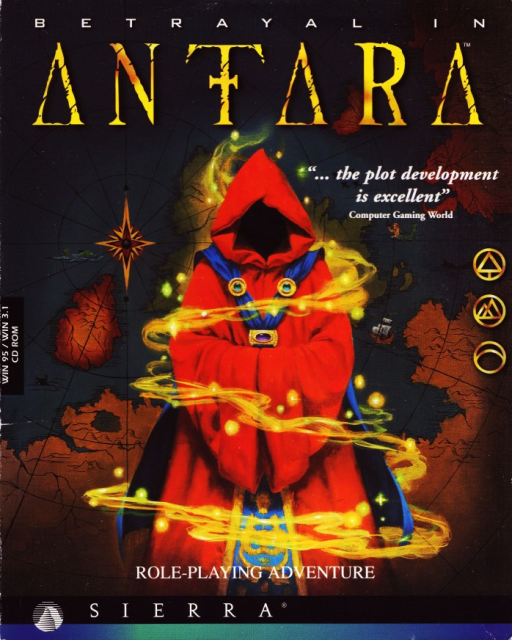 BETRAYAL IN
ANTARA™
“... the plot development
is excellent”
Computer Gaming World
WIN 95 / WIN 3.1
CD ROM
ROLE-PLAYING ADVENTURE
SIERRA®